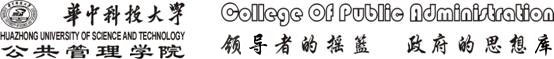 華中科技大學
HUAZHONG UNIVERSITY OF SCIENCE AND TECHNOLOGY
公共管理学院
College Of Public Administration
领导者的摇篮 政府的思想库